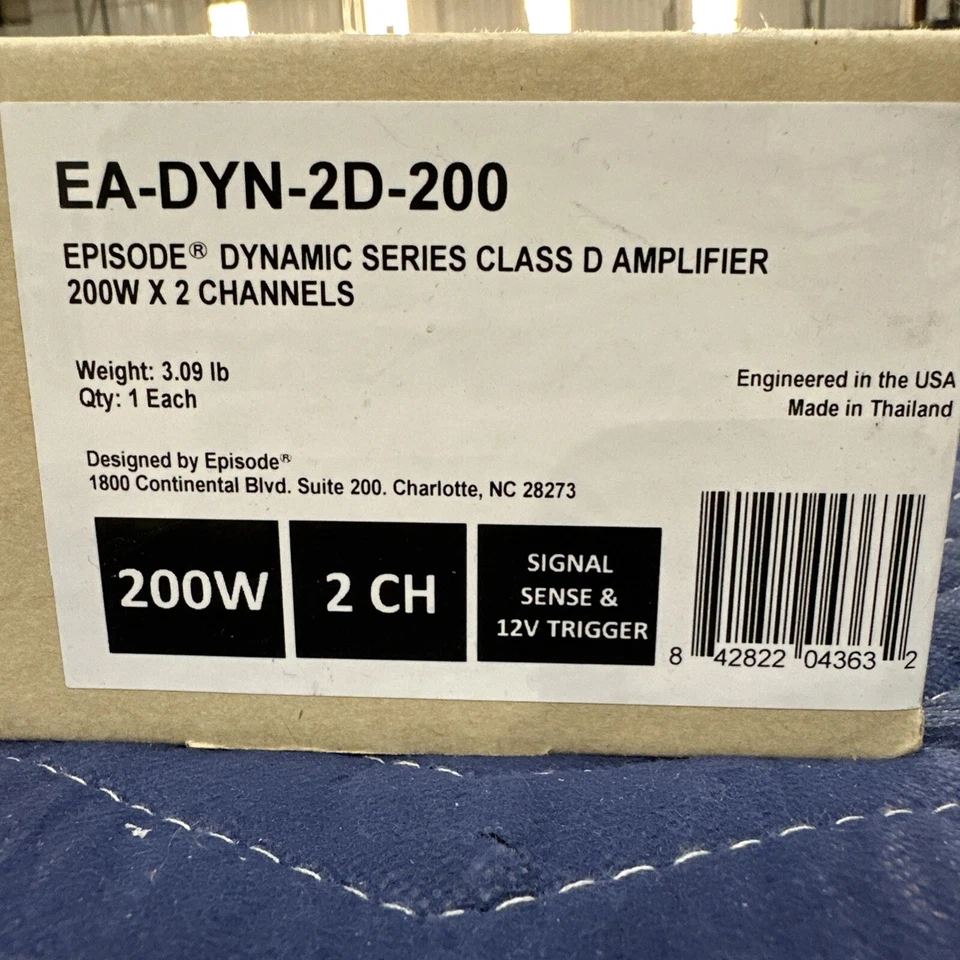 EA-DYN-2D-200
EPISODE® DYNAMIC SERIES CLASS D AMPLIFIER
200W X 2 CHANNELS
Weight: 3.09 lb
Qty: 1 Each
Engineered in the USA
Made in Thailand
Designed by Episode®
1800 Continental Blvd. Suite 200. Charlotte, NC 28273
200W
2 CH
SIGNAL
SENSE &
12V TRIGGER
8 42822 04363 2